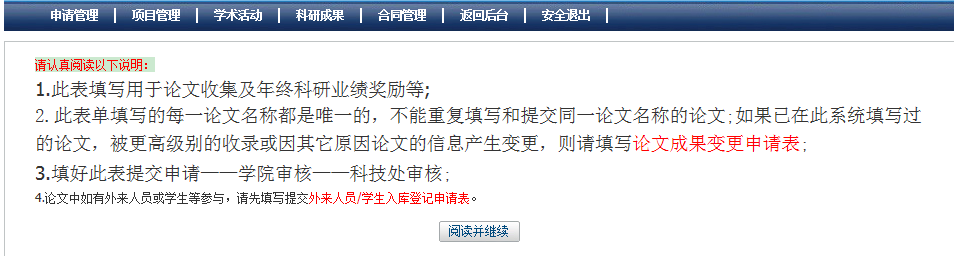 申请管理 | 项目管理 | 学术活动 | 科研成果 | 合同管理 | 返回后台 | 安全退出 |
请认真阅读以下说明：
1.此表填写用于论文收集及年终科研业绩奖励等;
2. 此表单填写的每一论文名称都是唯一的，不能重复填写和提交同一论文名称的论文;如果已在此系统填写过
的论文，被更高级别的收录或因其它原因论文的信息产生变更，则请填写论文成果变更申请表;
3.填好此表提交申请——学院审核——科技处审核;
4.论文中如有外来人员或学生等参与，请先填写提交外来人员/学生入库登记申请表。
阅读并继续